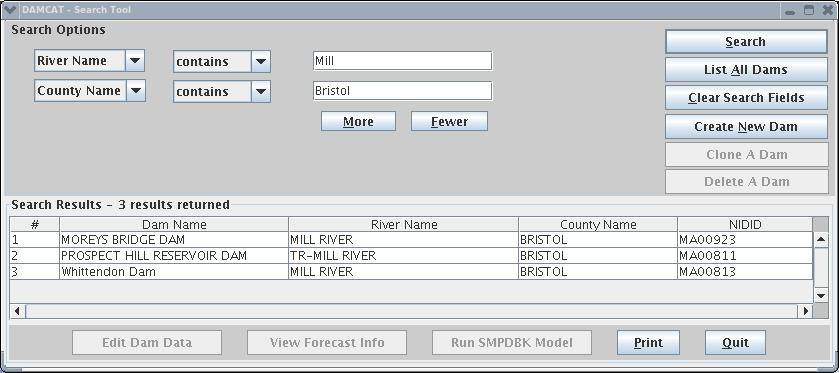 DAMCAT - Search Tool
Search Options
River Name contains Mill
County Name contains Bristol
More Fewer
Search
List All Dams
Clear Search Fields
Create New Dam
Clone A Dam
Delete A Dam
Search Results - 3 results returned
# Dam Name River Name County Name NIDID
1 MOREYS BRIDGE DAM MILL RIVER BRISTOL MA00923
2 PROSPECT HILL RESERVOIR DAM TR-MILL RIVER BRISTOL MA00811
3 Whittendon Dam MILL RIVER BRISTOL MA00813
Edit Dam Data View Forecast Info Run SMPDBK Model Print Quit